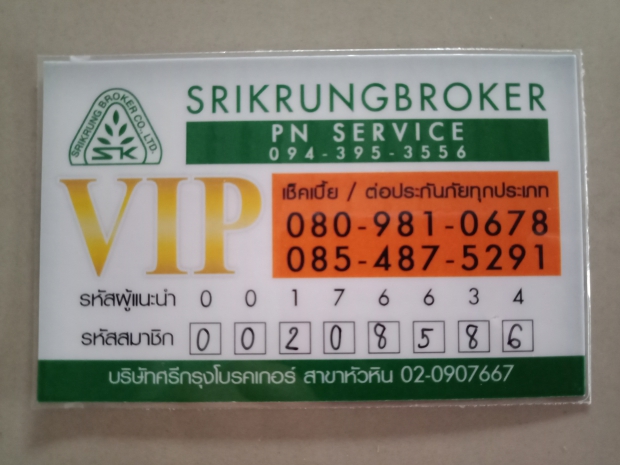 SRIKRUNG BROKER CO., LTD.
SK
SRIKRUNGBROKER
PN SERVICE
094-395-3556
VIP
เช็คเบี้ย / ต่อประกันภัยทุกประเภท
080-981-0678
085-487-5291
รหัสผู้แนะนำ 0 0 1 7 6 6 3 4
รหัสสมาชิก 0 0 2 0 8 5 8 6
บริษัทศรีกรุงโบรคเกอร์ สาขาหัวหิน 02-0907667